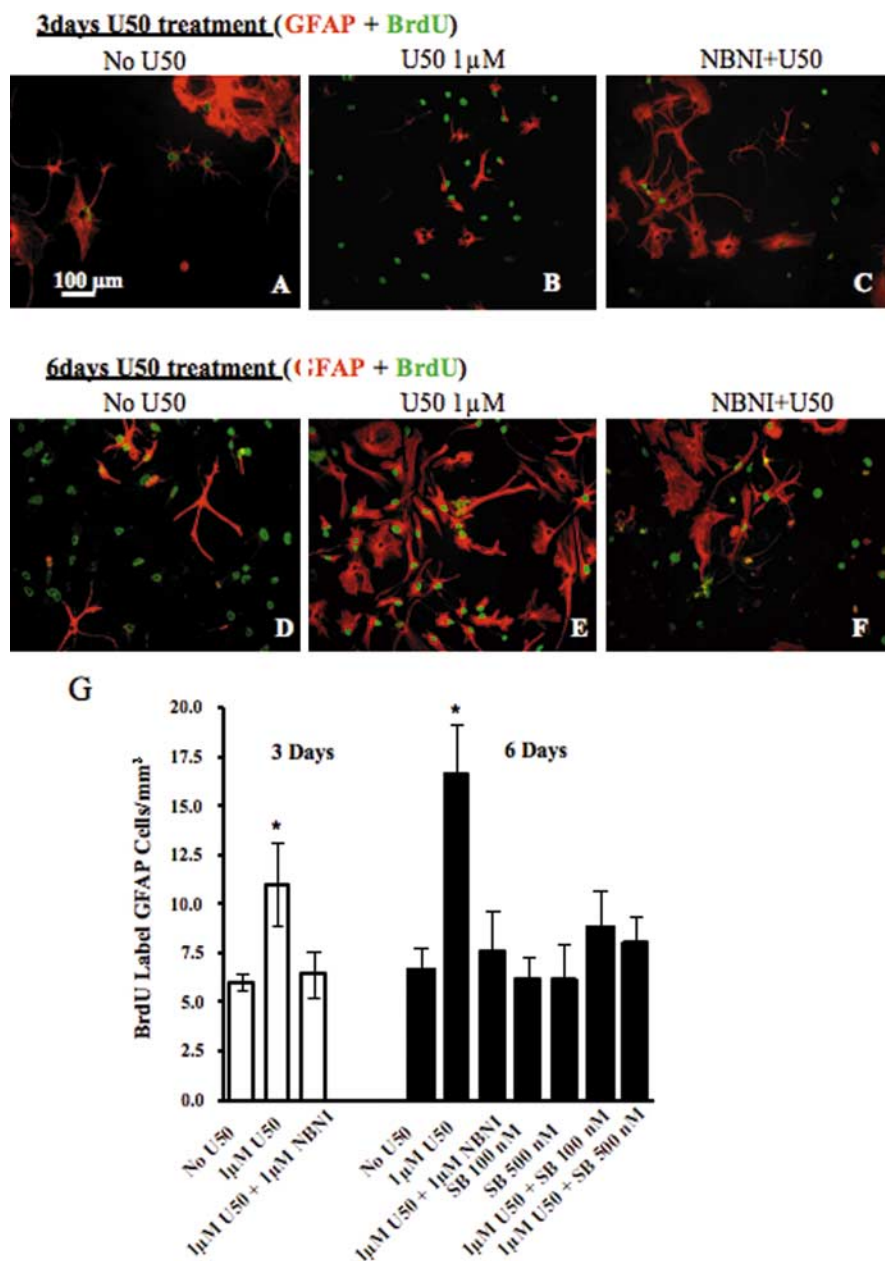 3days U50 treatment (GFAP + BrdU)
No U50 U50 1µM NBNI+U50
100 µm
A B C
6days U50 treatment (GFAP + BrdU)
No U50 U50 1µM NBNI+U50
D E F
G
20.0
17.5
15.0
12.5
10.0
7.5
5.0
2.5
0.0
BrdU Label GFAP Cells/mm²
3 Days
6 Days
*
*
No U50
1µM U50
1µM U50 + 1µM NBNI
No U50
1µM U50
1µM U50 + 1µM NBNI
SB 100 nM
SB 500 nM
1µM U50 + SB 100 nM
1µM U50 + SB 500 nM